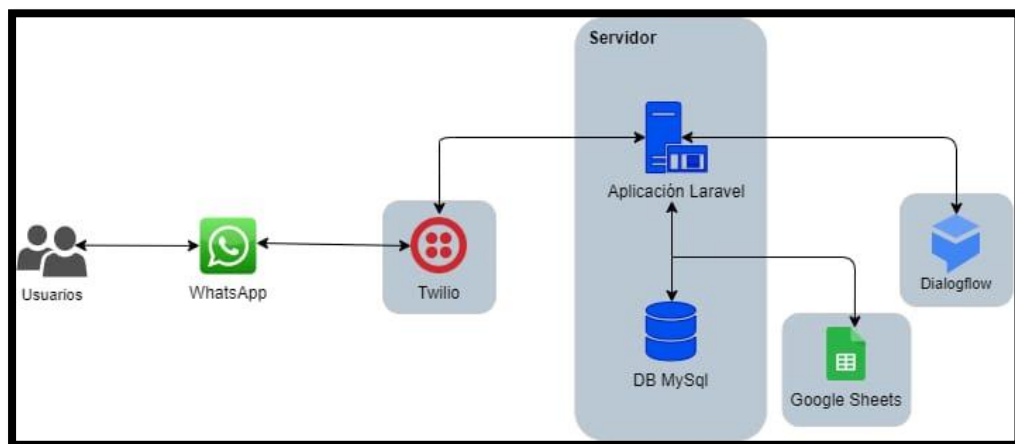 Servidor
Aplicación Laravel
Usuarios
WhatsApp
Twilio
Dialogflow
DB MySql
Google Sheets